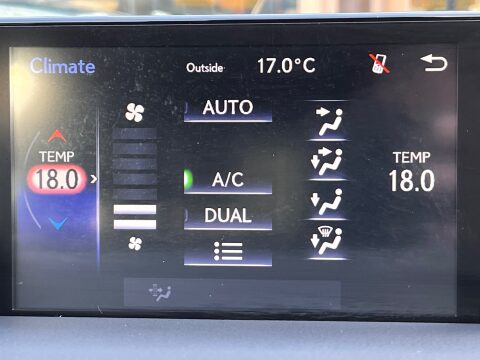 Climate
Outside 17.0°C
AUTO
TEMP
18.0
A/C
DUAL
TEMP
18.0